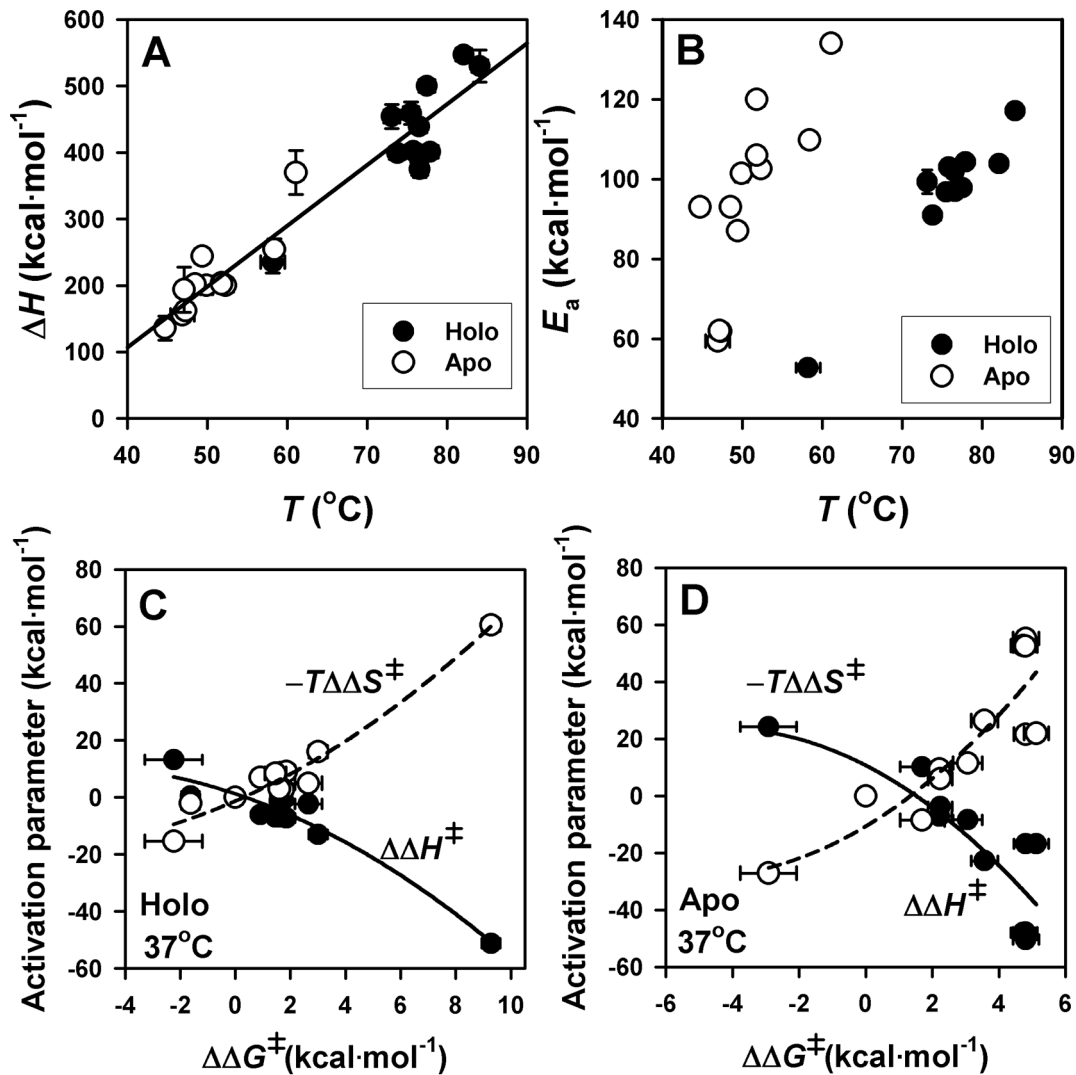 A
ΔH (kcal·mol⁻¹)
600
500
400
300
200
100
0
Holo
Apo
40 50 60 70 80 90
T (°C)
B
Eₐ (kcal·mol⁻¹)
140
120
100
80
60
40
Holo
Apo
40 50 60 70 80 90
T (°C)
C
Activation parameter (kcal·mol⁻¹)
80
60
40
20
0
-20
-40
-60
–TΔΔS‡
ΔΔH‡
Holo
37°C
-4 -2 0 2 4 6 8 10
ΔΔG‡(kcal·mol⁻¹)
D
Activation parameter (kcal·mol⁻¹)
80
60
40
20
0
-20
-40
-60
–TΔΔS‡
ΔΔH‡
Apo
37°C
-6 -4 -2 0 2 4 6
ΔΔG‡(kcal·mol⁻¹)